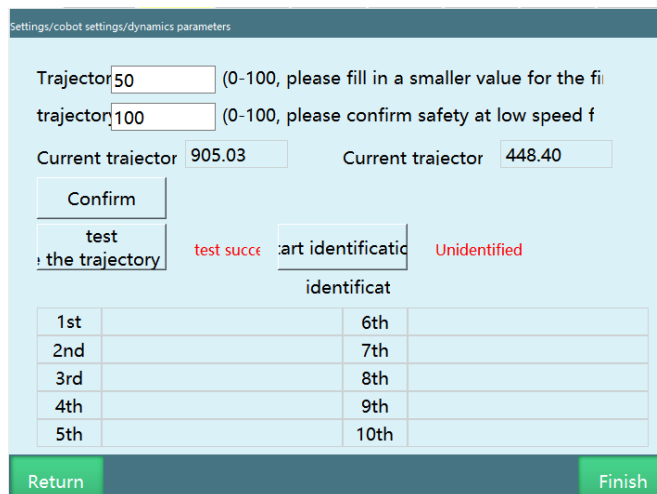 Settings/cobot settings/dynamics parameters
Trajector 50 (0-100, please fill in a smaller value for the fi
trajectory 100 (0-100, please confirm safety at low speed f
Current trajector 905.03 Current trajector 448.40
Confirm
test
the trajectory
test succe
art identificatio
Unidentified
identificat
1st 6th
2nd 7th
3rd 8th
4th 9th
5th 10th
Return Finish